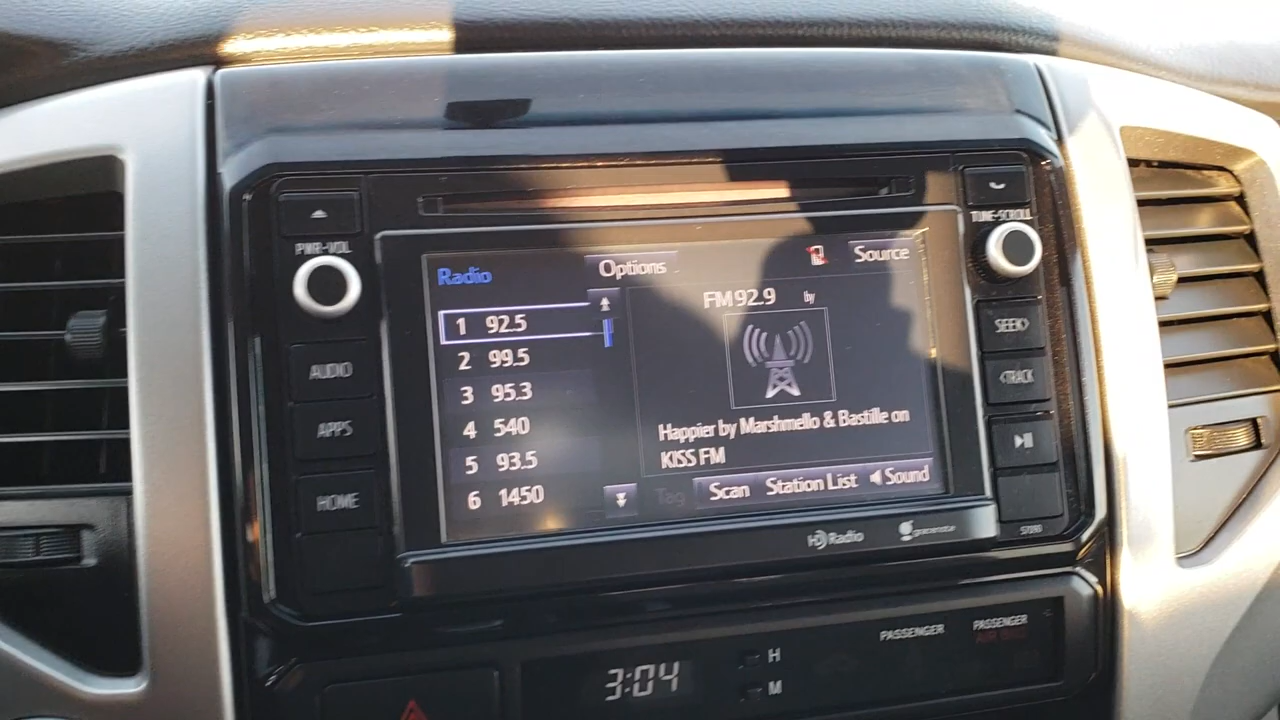 PWR-VOL
AUDIO
APPS
HOME
Radio
Options
Source
1 92.5
2 99.5
3 95.3
4 540
5 93.5
6 1450
FM 92.9
by
Happier by Marshmello & Bastille on
KISS FM
Tag
Scan
Station List
Sound
HD Radio
gracenote
TUNE-SCROLL
SEEK>
<TRACK
PASSENGER
PASSENGER
AIR BAG
3:04
H
M